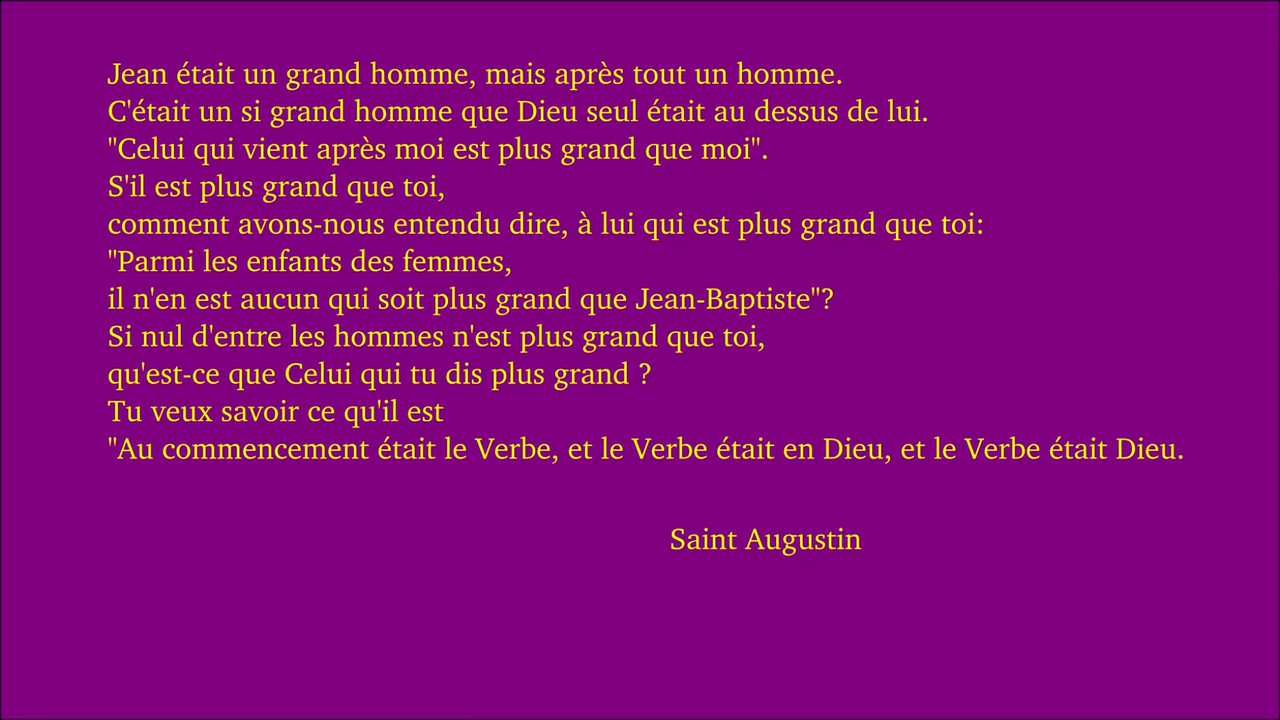 Jean était un grand homme, mais après tout un homme.
C'était un si grand homme que Dieu seul était au dessus de lui.
"Celui qui vient après moi est plus grand que moi".
S'il est plus grand que toi,
comment avons-nous entendu dire, à lui qui est plus grand que toi:
"Parmi les enfants des femmes,
il n'en est aucun qui soit plus grand que Jean-Baptiste"?
Si nul d'entre les hommes n'est plus grand que toi,
qu'est-ce que Celui qui tu dis plus grand ?
Tu veux savoir ce qu'il est
"Au commencement était le Verbe, et le Verbe était en Dieu, et le Verbe était Dieu.
Saint Augustin